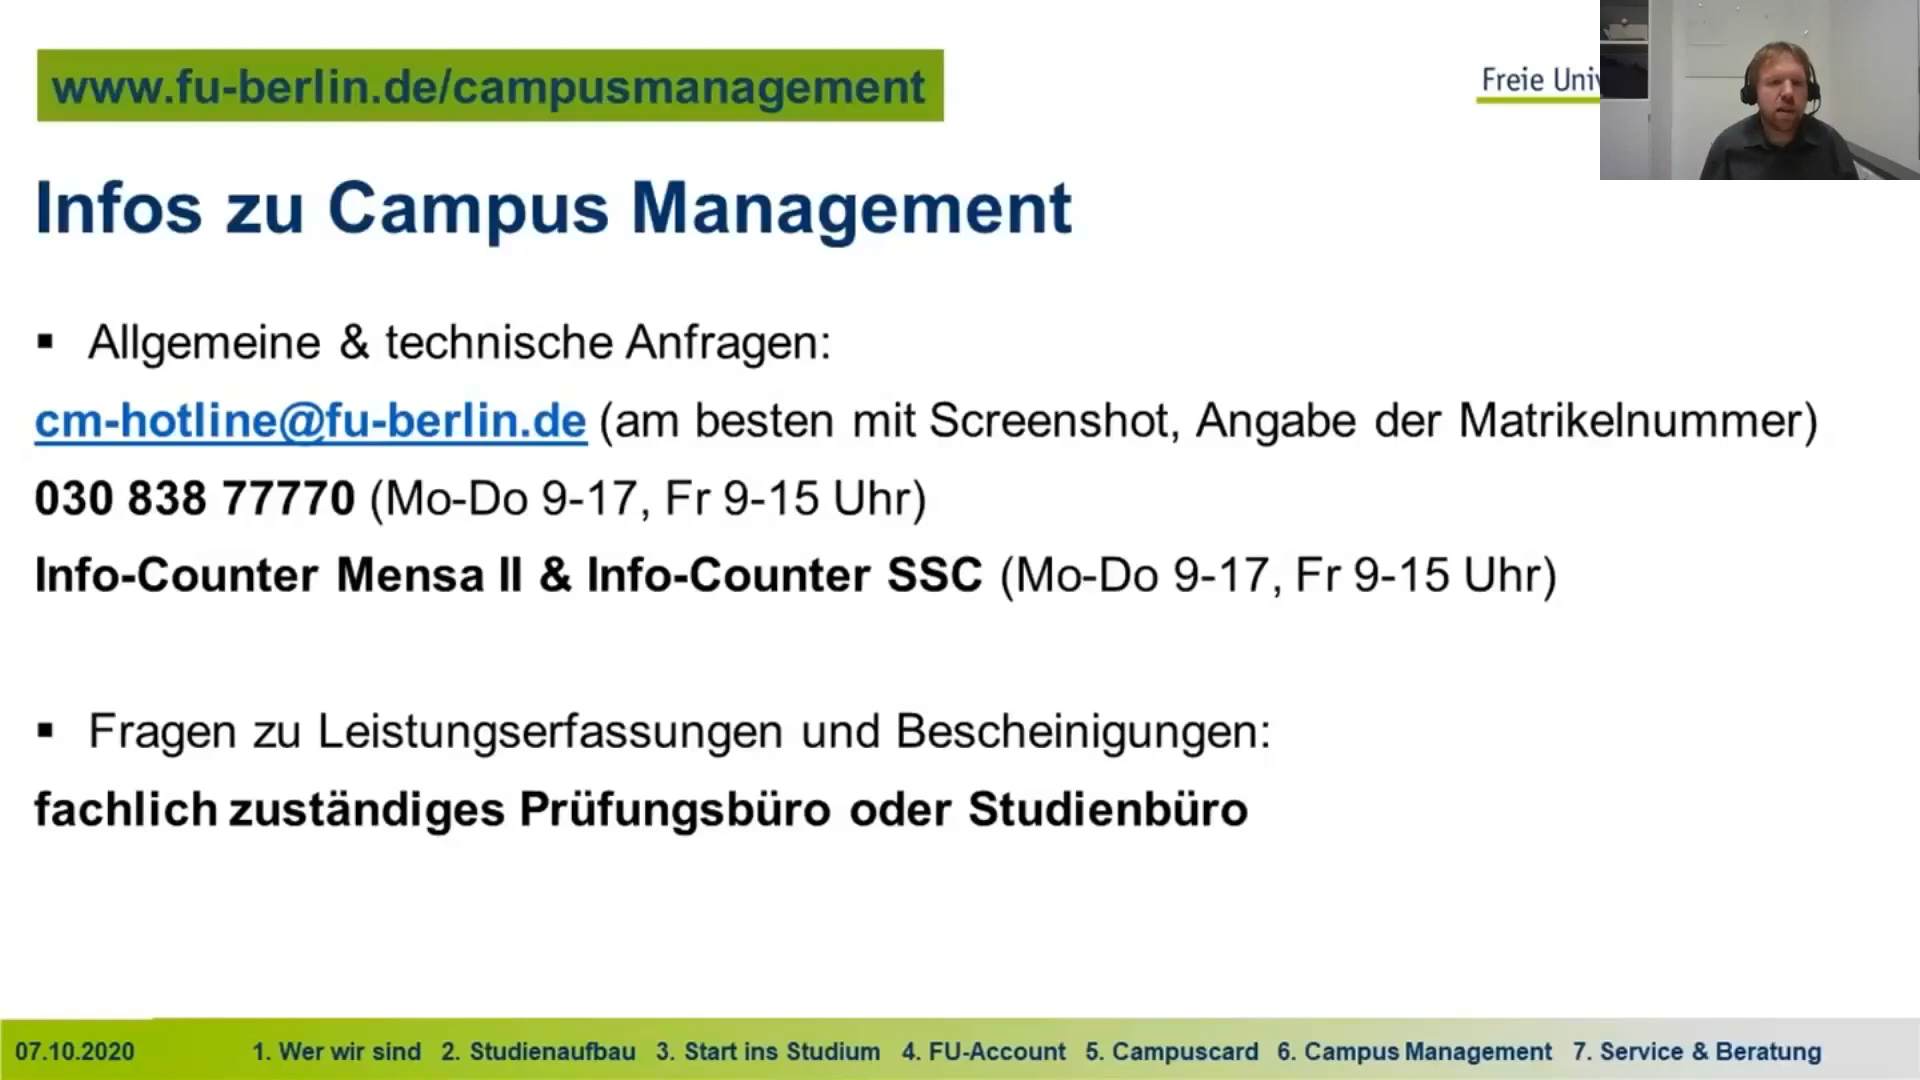 www.fu-berlin.de/campusmanagement
Freie Univ
Infos zu Campus Management
▪ Allgemeine & technische Anfragen:
cm-hotline@fu-berlin.de (am besten mit Screenshot, Angabe der Matrikelnummer)
030 838 77770 (Mo-Do 9-17, Fr 9-15 Uhr)
Info-Counter Mensa II & Info-Counter SSC (Mo-Do 9-17, Fr 9-15 Uhr)
▪ Fragen zu Leistungserfassungen und Bescheinigungen:
fachlich zuständiges Prüfungsbüro oder Studienbüro
07.10.2020 1. Wer wir sind 2. Studienaufbau 3. Start ins Studium 4. FU-Account 5. Campuscard 6. Campus Management 7. Service & Beratung